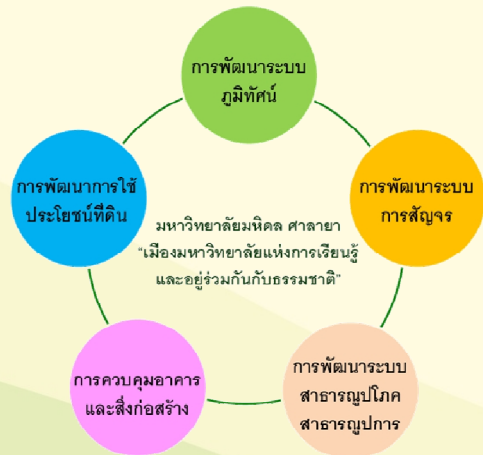 การพัฒนาระบบ
ภูมิทัศน์
การพัฒนาการใช้
ประโยชน์ที่ดิน
การพัฒนาระบบ
การสัญจร
มหาวิทยาลัยมหิดล ศาลายา
"เมืองมหาวิทยาลัยแห่งการเรียนรู้
และอยู่ร่วมกันกับธรรมชาติ"
การควบคุมอาคาร
และสิ่งก่อสร้าง
การพัฒนาระบบ
สาธารณูปโภค
สาธารณูปการ